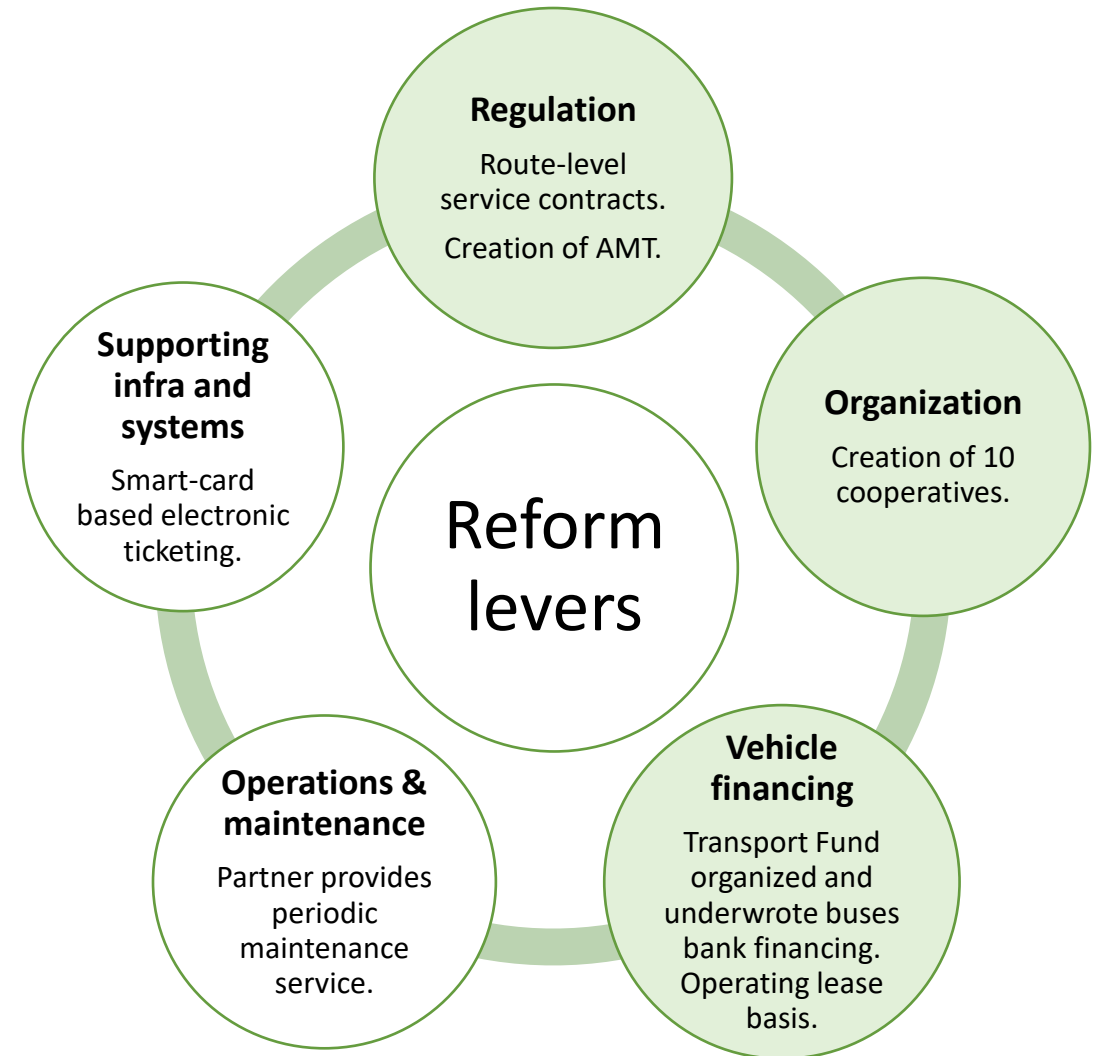 Regulation
Route-level
service contracts.
Creation of AMT.
Organization
Creation of 10
cooperatives.
Vehicle
financing
Transport Fund
organized and
underwrote buses
bank financing.
Operating lease
basis.
Operations &
maintenance
Partner provides
periodic
maintenance
service.
Supporting
infra and
systems
Smart-card
based electronic
ticketing.
Reform
levers